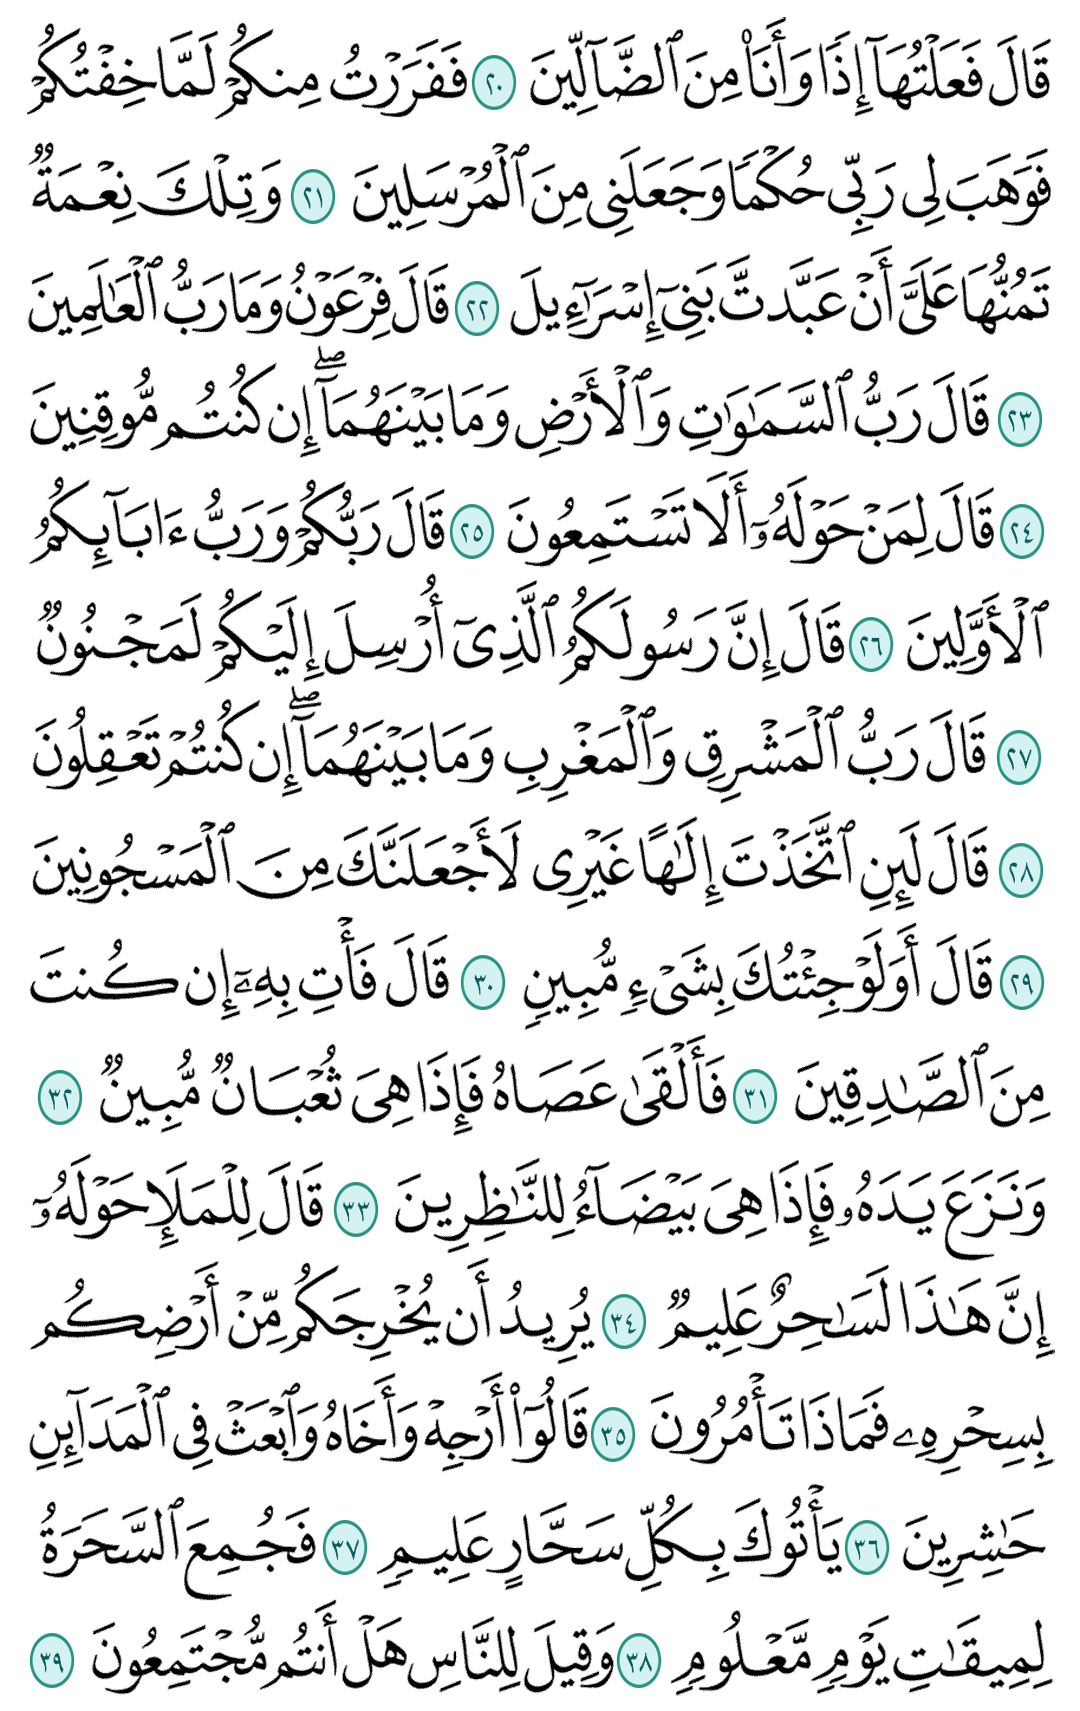 قَالَ فَعَلْتُهَآ إِذًا وَأَنَا۠ مِنَ ٱلضَّآلِّينَ ٢٠ فَفَرَرْتُ مِنكُمْ لَمَّا خِفْتُكُمْ
فَوَهَبَ لِى رَبِّى حُكْمًا وَجَعَلَنِى مِنَ ٱلْمُرْسَلِينَ ٢١ وَتِلْكَ نِعْمَةٌ
تَمُنُّهَا عَلَىَّ أَنْ عَبَّدتَّ بَنِىٓ إِسْرَٰٓءِيلَ ٢٢ قَالَ فِرْعَوْنُ وَمَا رَبُّ ٱلْعَٰلَمِينَ
٢٣ قَالَ رَبُّ ٱلسَّمَٰوَٰتِ وَٱلْأَرْضِ وَمَا بَيْنَهُمَآ ۖ إِن كُنتُم مُّوقِنِينَ
٢٤ قَالَ لِمَنْ حَوْلَهُۥٓ أَلَا تَسْتَمِعُونَ ٢٥ قَالَ رَبُّكُمْ وَرَبُّ ءَابَآئِكُمُ
ٱلْأَوَّلِينَ ٢٦ قَالَ إِنَّ رَسُولَكُمُ ٱلَّذِىٓ أُرْسِلَ إِلَيْكُمْ لَمَجْنُونٌ
٢٧ قَالَ رَبُّ ٱلْمَشْرِقِ وَٱلْمَغْرِبِ وَمَا بَيْنَهُمَآ ۖ إِن كُنتُمْ تَعْقِلُونَ
٢٨ قَالَ لَئِنِ ٱتَّخَذْتَ إِلَٰهًا غَيْرِى لَأَجْعَلَنَّكَ مِنَ ٱلْمَسْجُونِينَ
٢٩ قَالَ أَوَلَوْ جِئْتُكَ بِشَىْءٍ مُّبِينٍ ٣٠ قَالَ فَأْتِ بِهِۦٓ إِن كُنتَ
مِنَ ٱلصَّٰدِقِينَ ٣١ فَأَلْقَىٰ عَصَاهُ فَإِذَا هِىَ ثُعْبَانٌ مُّبِينٌ ٣٢
وَنَزَعَ يَدَهُۥ فَإِذَا هِىَ بَيْضَآءُ لِلنَّٰظِرِينَ ٣٣ قَالَ لِلْمَلَإِ حَوْلَهُۥٓ
إِنَّ هَٰذَا لَسَٰحِرٌ عَلِيمٌ ٣٤ يُرِيدُ أَن يُخْرِجَكُم مِّنْ أَرْضِكُم
بِسِحْرِهِۦ فَمَاذَا تَأْمُرُونَ ٣٥ قَالُوٓا۟ أَرْجِهْ وَأَخَاهُ وَٱبْعَثْ فِى ٱلْمَدَآئِنِ
حَٰشِرِينَ ٣٦ يَأْتُوكَ بِكُلِّ سَحَّارٍ عَلِيمٍ ٣٧ فَجُمِعَ ٱلسَّحَرَةُ
لِمِيقَٰتِ يَوْمٍ مَّعْلُومٍ ٣٨ وَقِيلَ لِلنَّاسِ هَلْ أَنتُم مُّجْتَمِعُونَ ٣٩